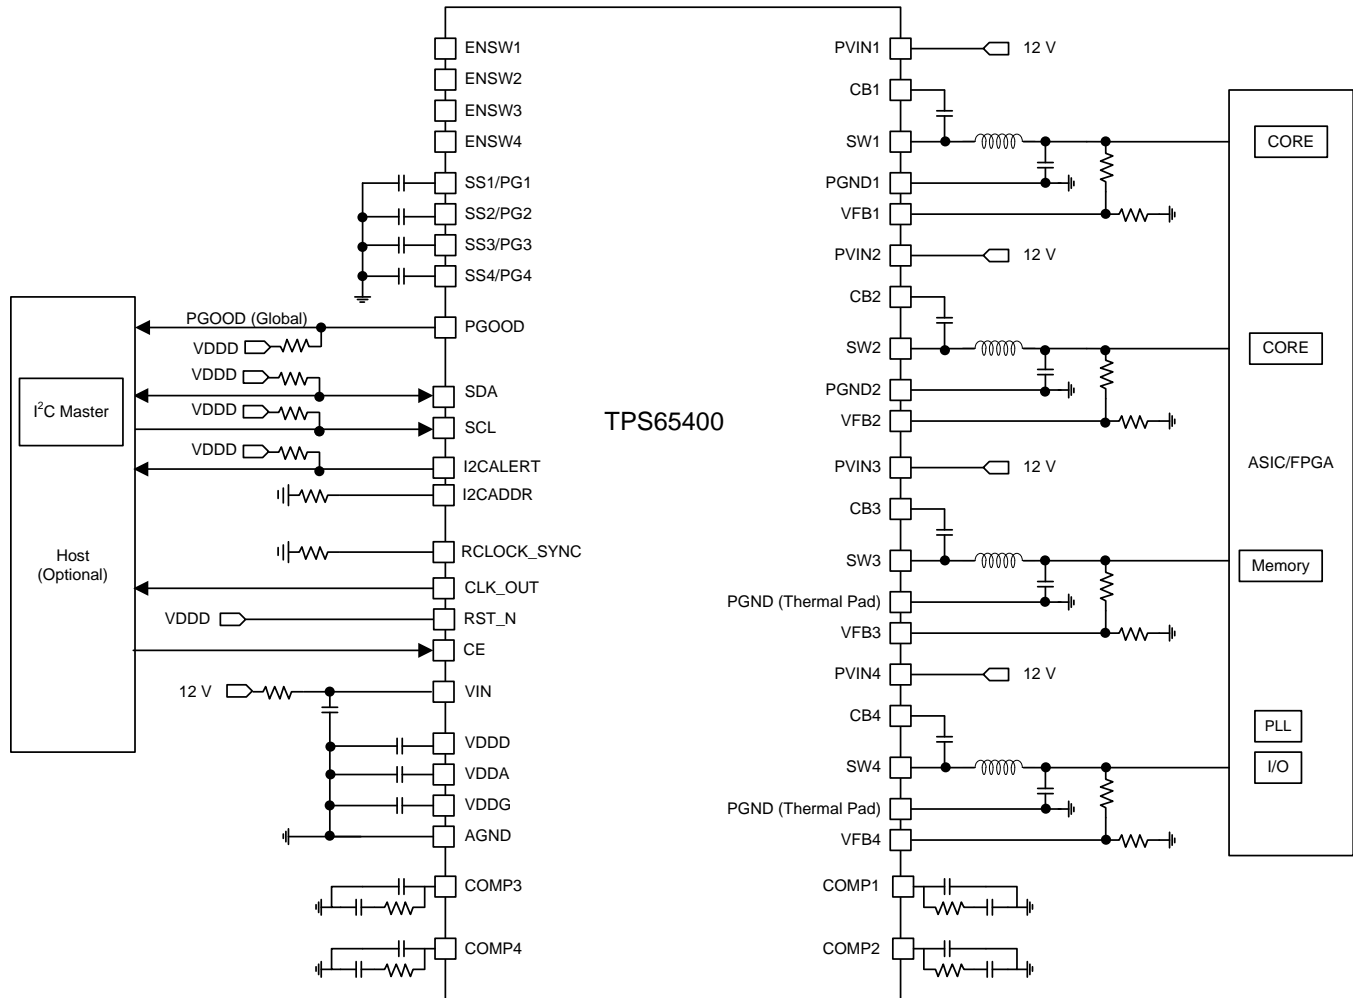 ENSW1
ENSW2
ENSW3
ENSW4
SS1/PG1
SS2/PG2
SS3/PG3
SS4/PG4
PGOOD (Global)
PGOOD
VDDD
VDDD
SDA
VDDD
SCL
VDDD
I2CALERT
I2CADDR
RCLOCK_SYNC
CLK_OUT
VDDD
RST_N
CE
12 V
VIN
VDDD
VDDA
VDDG
AGND
COMP3
COMP4
I²C Master
Host
(Optional)
TPS65400
PVIN1
12 V
CB1
SW1
PGND1
VFB1
PVIN2
12 V
CB2
SW2
PGND2
VFB2
PVIN3
12 V
CB3
SW3
PGND (Thermal Pad)
VFB3
PVIN4
12 V
CB4
SW4
PGND (Thermal Pad)
VFB4
COMP1
COMP2
CORE
CORE
ASIC/FPGA
Memory
PLL
I/O